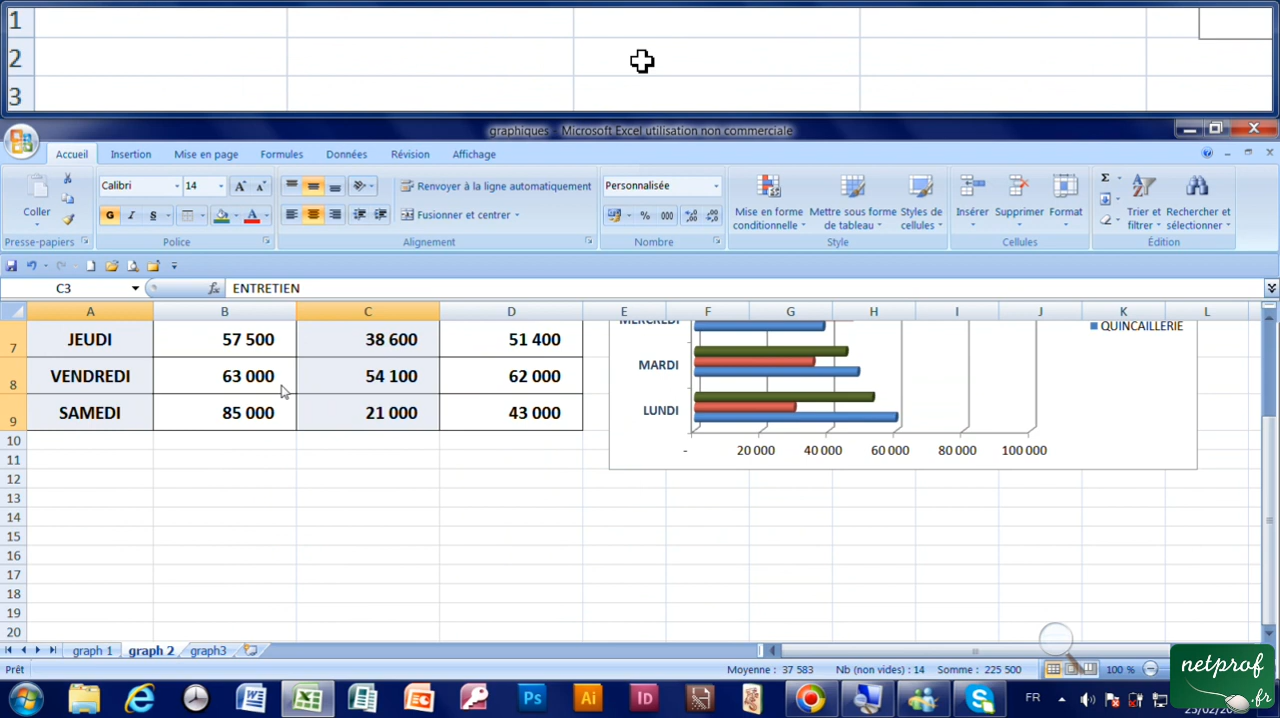 1
2
3
graphiques - Microsoft Excel utilisation non commerciale
Accueil Insertion Mise en page Formules Données Révision Affichage
Coller
Calibri 14
G I S
Renvoyer à la ligne automatiquement
Fusionner et centrer
Personnalisée
% 000
Mise en forme conditionnelle
Mettre sous forme de tableau
Styles de cellules
Insérer Supprimer Format
Σ
Trier et filtrer
Rechercher et sélectionner
Presse-papiers Police Alignement Nombre Style Cellules Édition
C3 fx ENTRETIEN
A B C D E F G H I J K L
7 JEUDI 57 500 38 600 51 400
8 VENDREDI 63 000 54 100 62 000
9 SAMEDI 85 000 21 000 43 000
10
11
12
13
14
15
16
17
18
19
20
MERCREDI
MARDI
LUNDI
QUINCAILLERIE
- 20 000 40 000 60 000 80 000 100 000
graph 1 graph 2 graph3
Prêt Moyenne : 37 583 Nb (non vides) : 14 Somme : 225 500 100 %
Ps Ai Id
FR
netprof
.fr